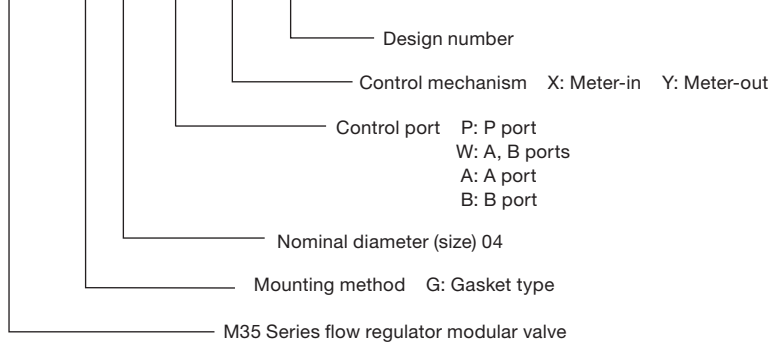 Design number
Control mechanism X: Meter-in Y: Meter-out
Control port P: P port
W: A, B ports
A: A port
B: B port
Nominal diameter (size) 04
Mounting method G: Gasket type
M35 Series flow regulator modular valve